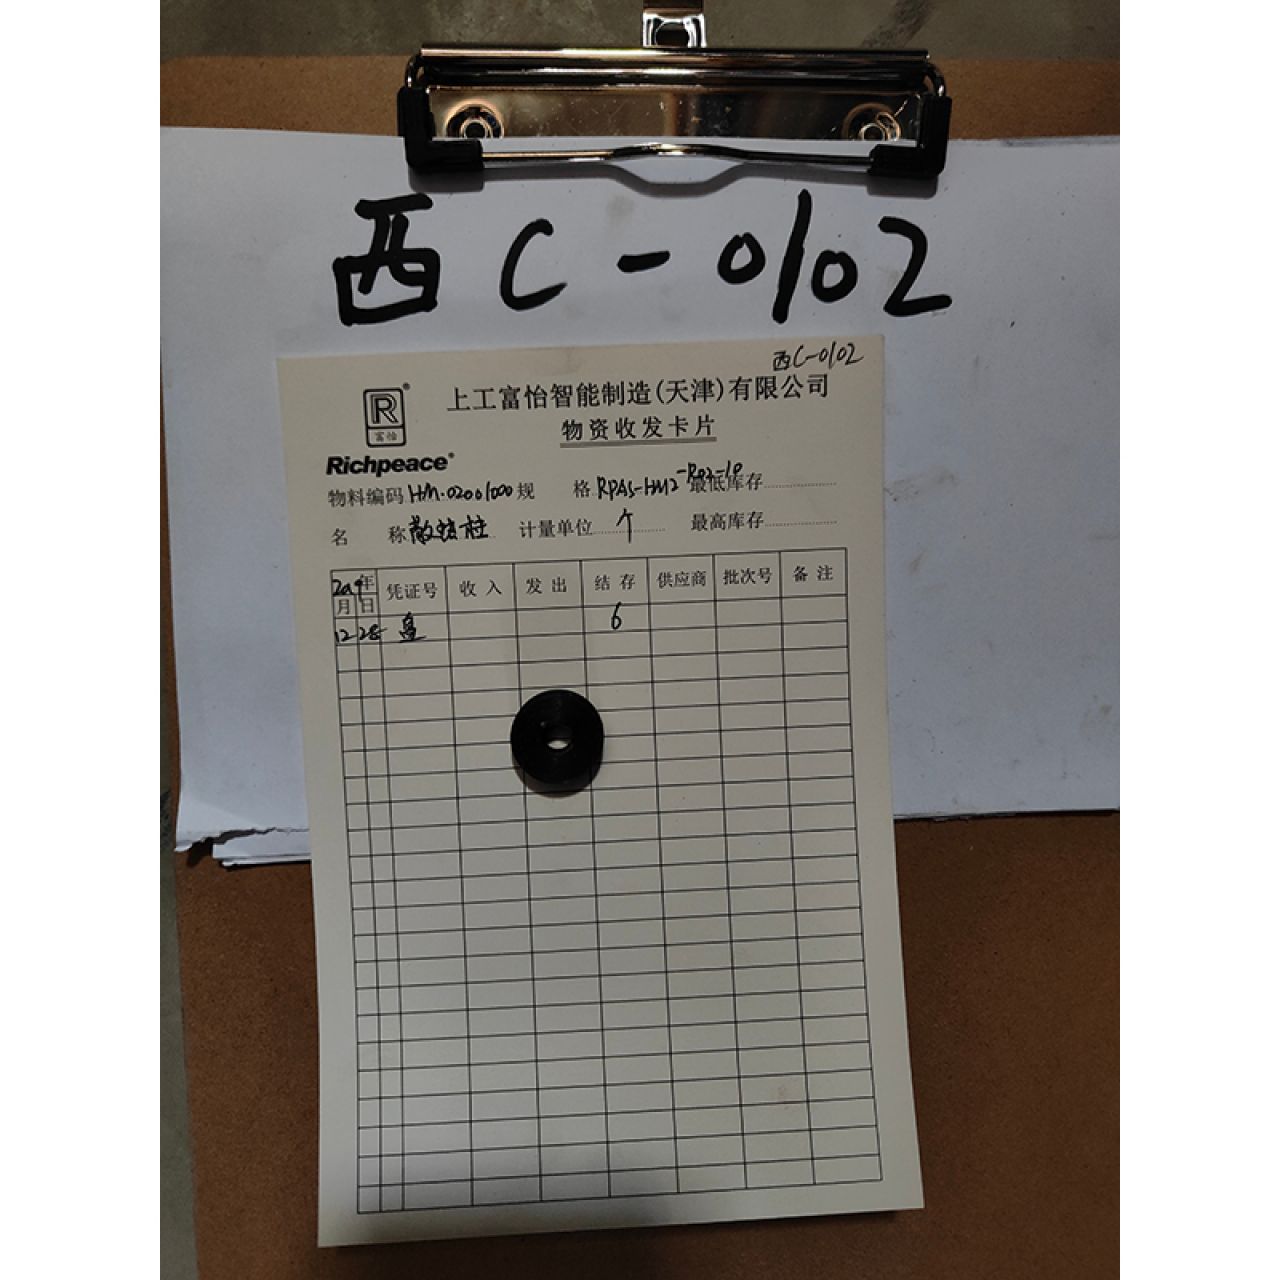 西C-0102
西C-0102
R®
富怡
Richpeace®
上工富怡智能制造(天津)有限公司
物资收发卡片
物料编码 HM.02001000 规 格 RPAS-HM2-R02-10 最低库存
名 称 散线柱 计量单位 个 最高库存
年 凭证号 收入 发出 结存 供应商 批次号 备注
月 日
12 28 盘 6